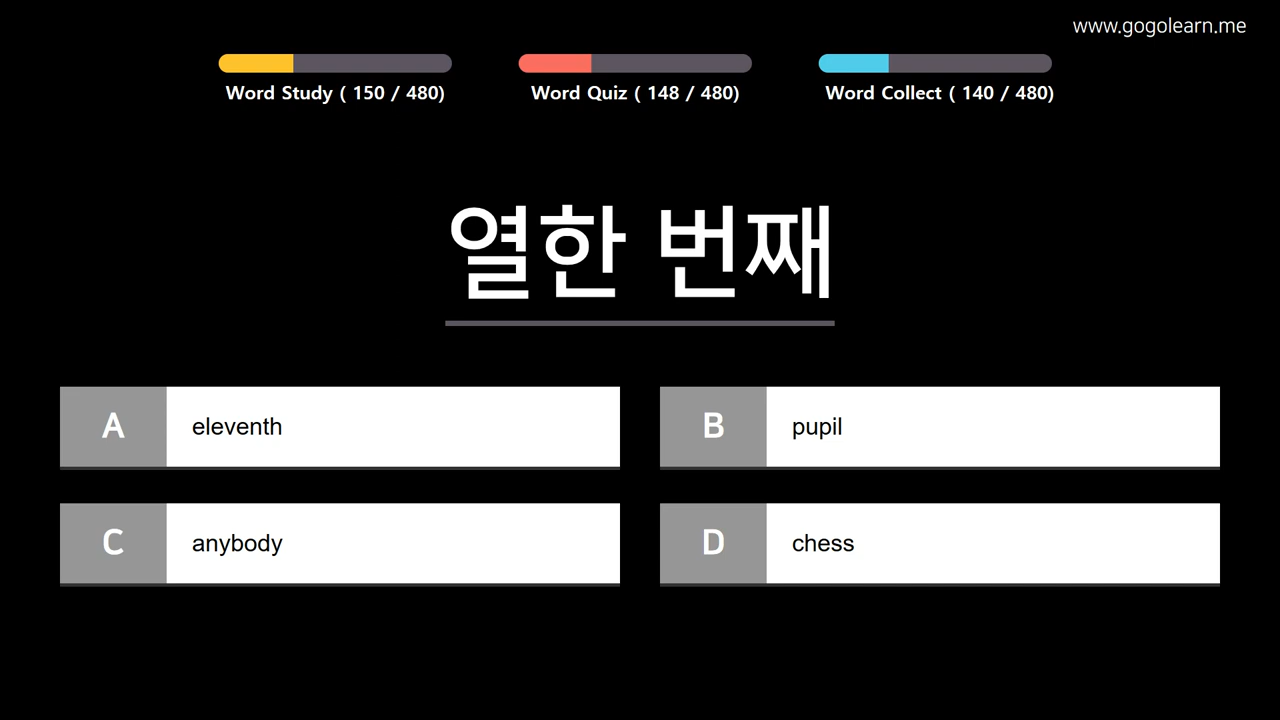 www.gogolearn.me
Word Study ( 150 / 480)
Word Quiz ( 148 / 480)
Word Collect ( 140 / 480)
열한 번째
A eleventh
B pupil
C anybody
D chess